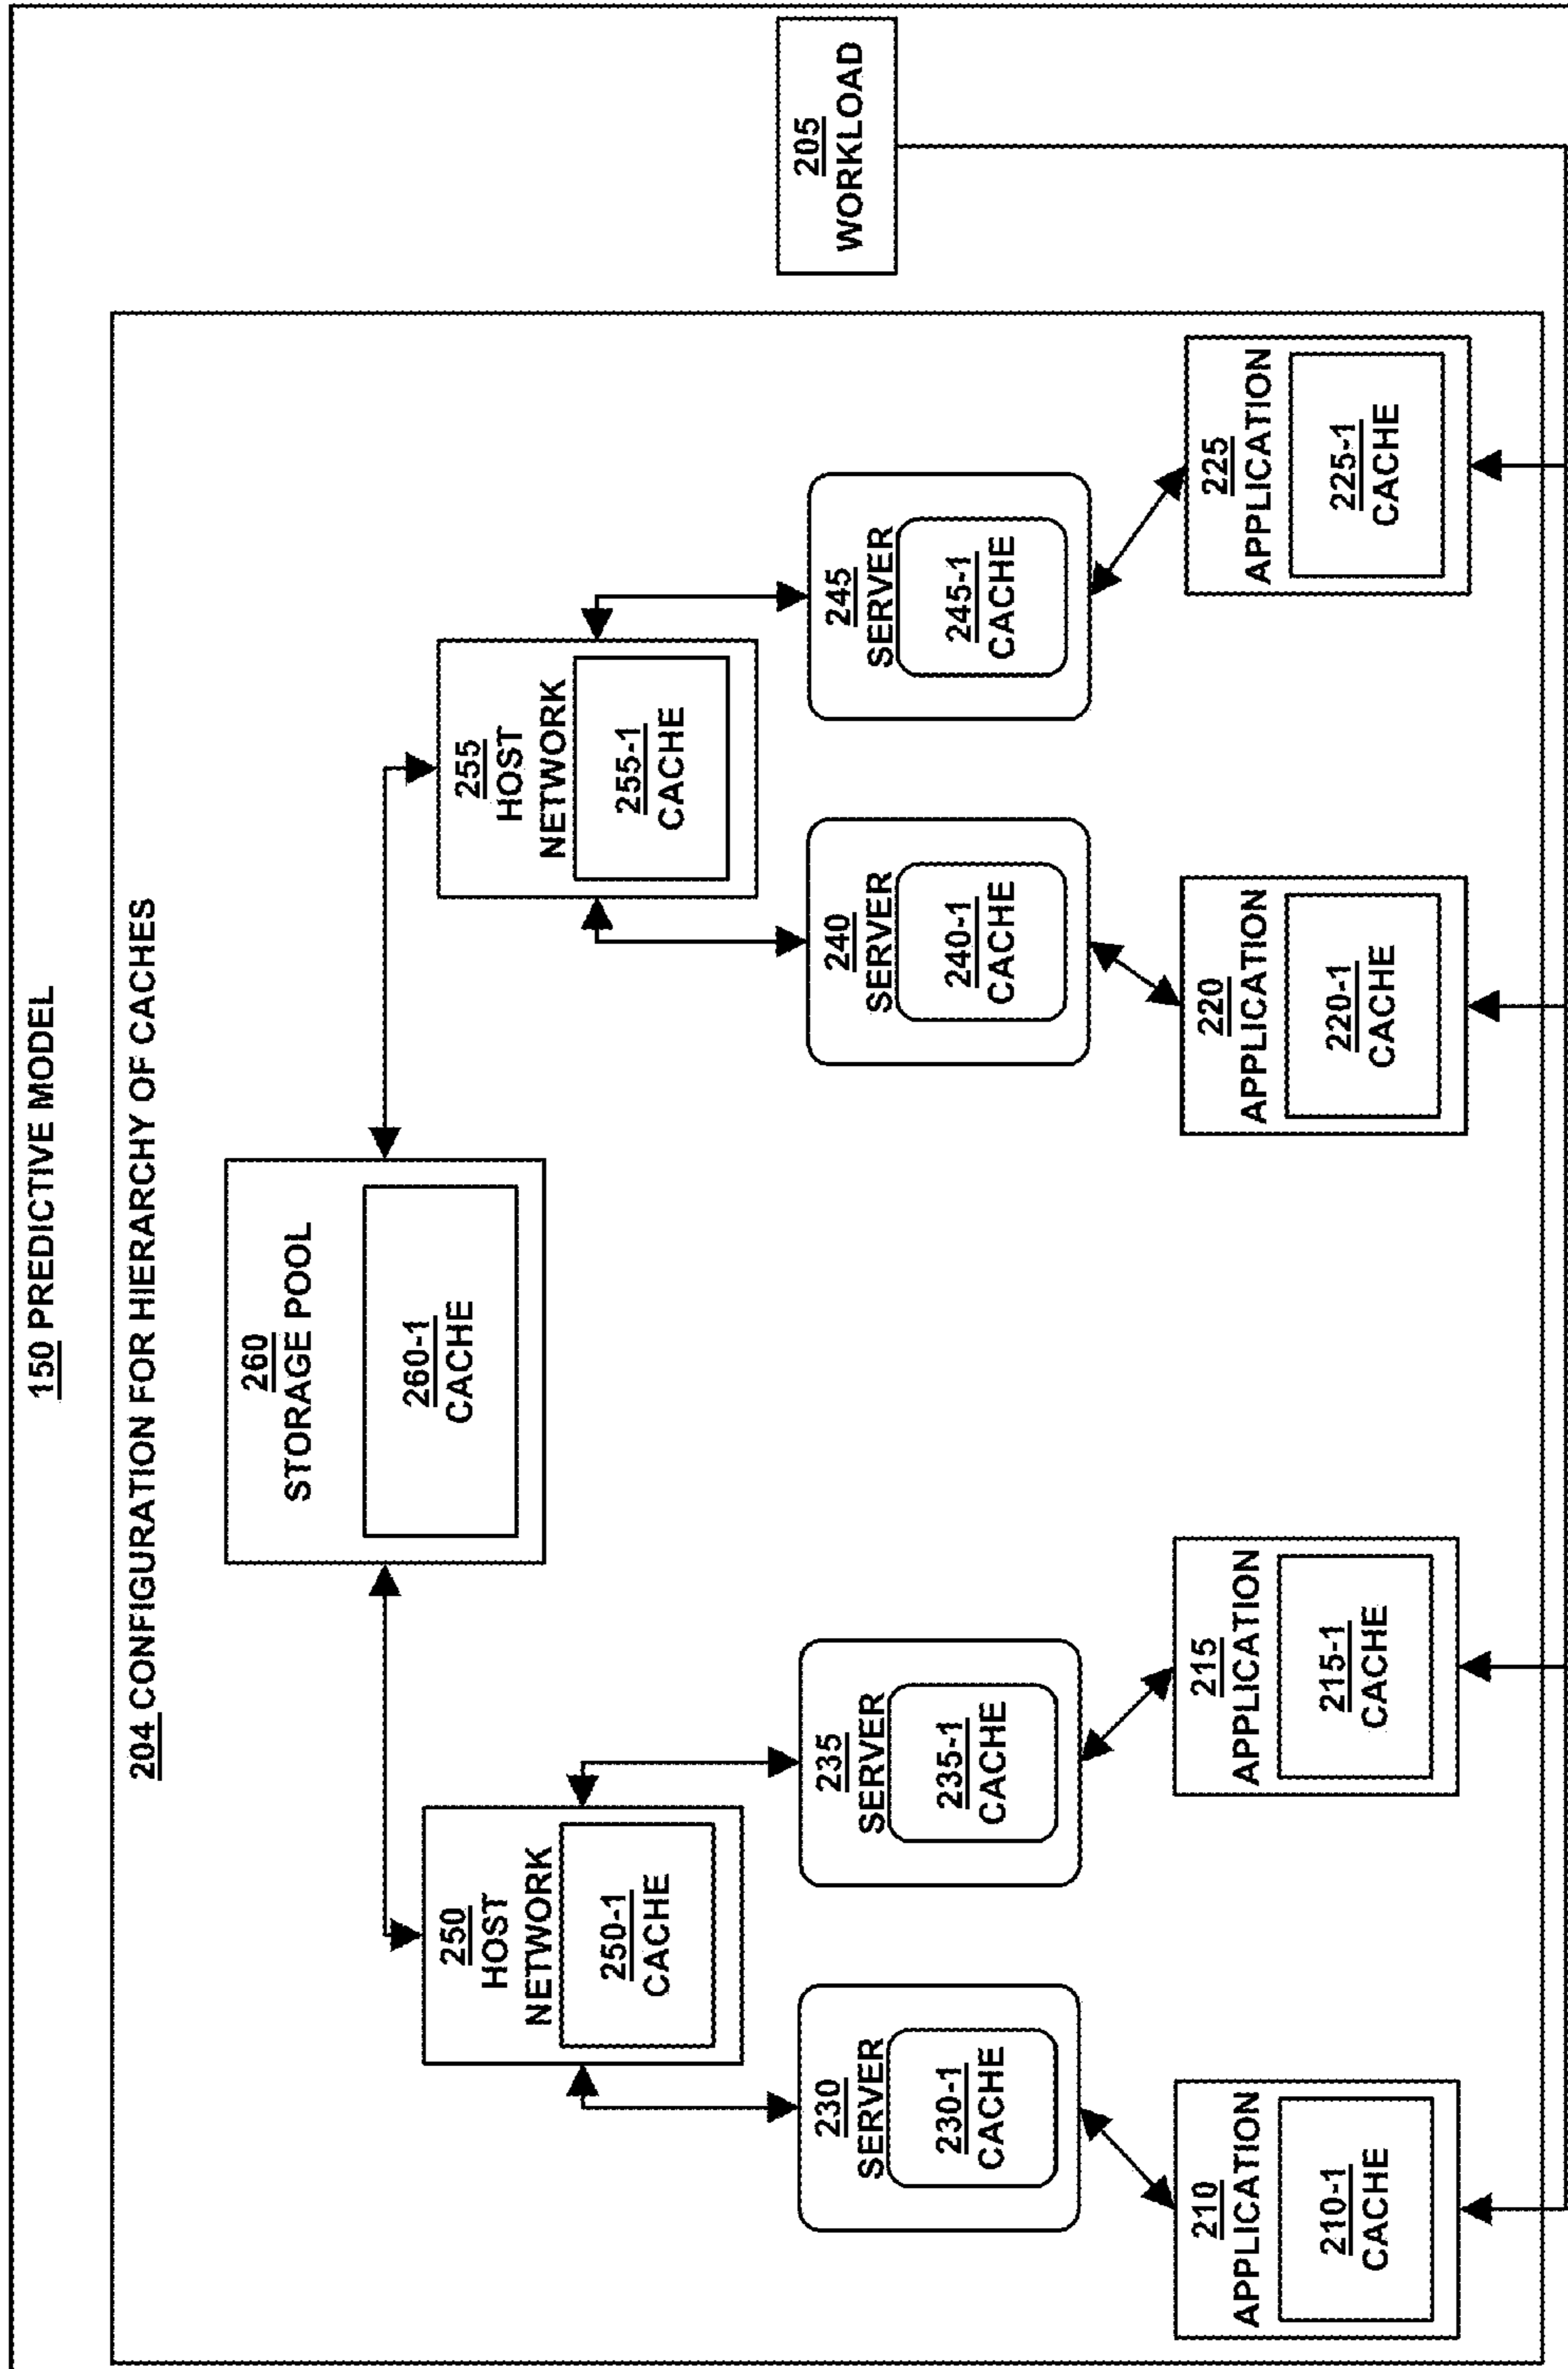 150 PREDICTIVE MODEL
204 CONFIGURATION FOR HIERARCHY OF CACHES
260
STORAGE POOL
260-1
CACHE
250
HOST
NETWORK
250-1
CACHE
255
HOST
NETWORK
255-1
CACHE
205
WORKLOAD
230
SERVER
230-1
CACHE
235
SERVER
235-1
CACHE
240
SERVER
240-1
CACHE
245
SERVER
245-1
CACHE
210
APPLICATION
210-1
CACHE
215
APPLICATION
215-1
CACHE
220
APPLICATION
220-1
CACHE
225
APPLICATION
225-1
CACHE